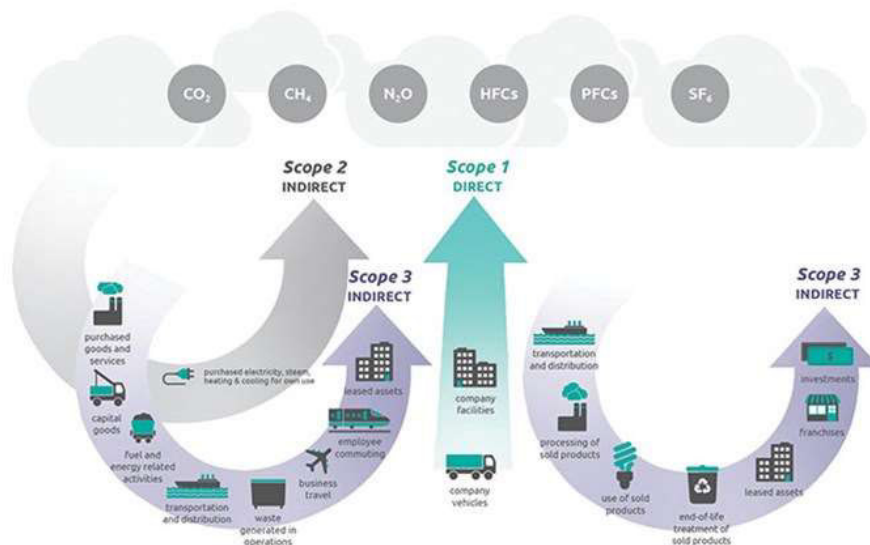 CO₂
CH₄
N₂O
HFCs
PFCs
SF₆
Scope 2
INDIRECT
Scope 1
DIRECT
Scope 3
INDIRECT
Scope 3
INDIRECT
purchased
goods and
services
capital
goods
fuel and
energy related
activities
transportation
and distribution
waste
generated in
operations
business
travel
employee
commuting
leased assets
purchased electricity, steam,
heating & cooling for own use
company
facilities
company
vehicles
transportation
and distribution
processing of
sold products
use of sold
products
end-of-life
treatment of
sold products
leased assets
franchises
investments
$